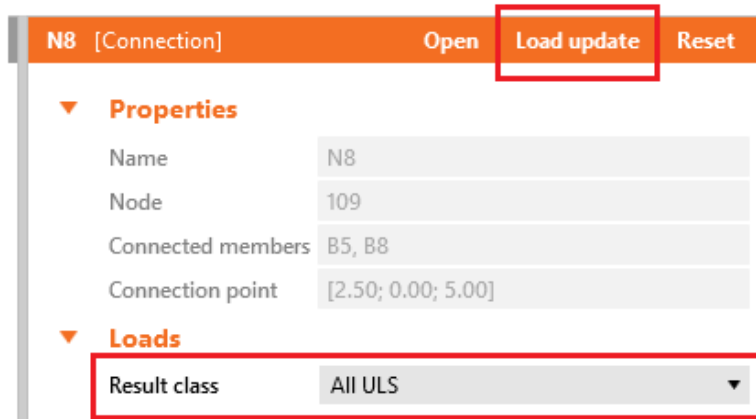 N8 [Connection] Open Load update Reset
Properties
Name N8
Node 109
Connected members B5, B8
Connection point [2.50; 0.00; 5.00]
Loads
Result class All ULS